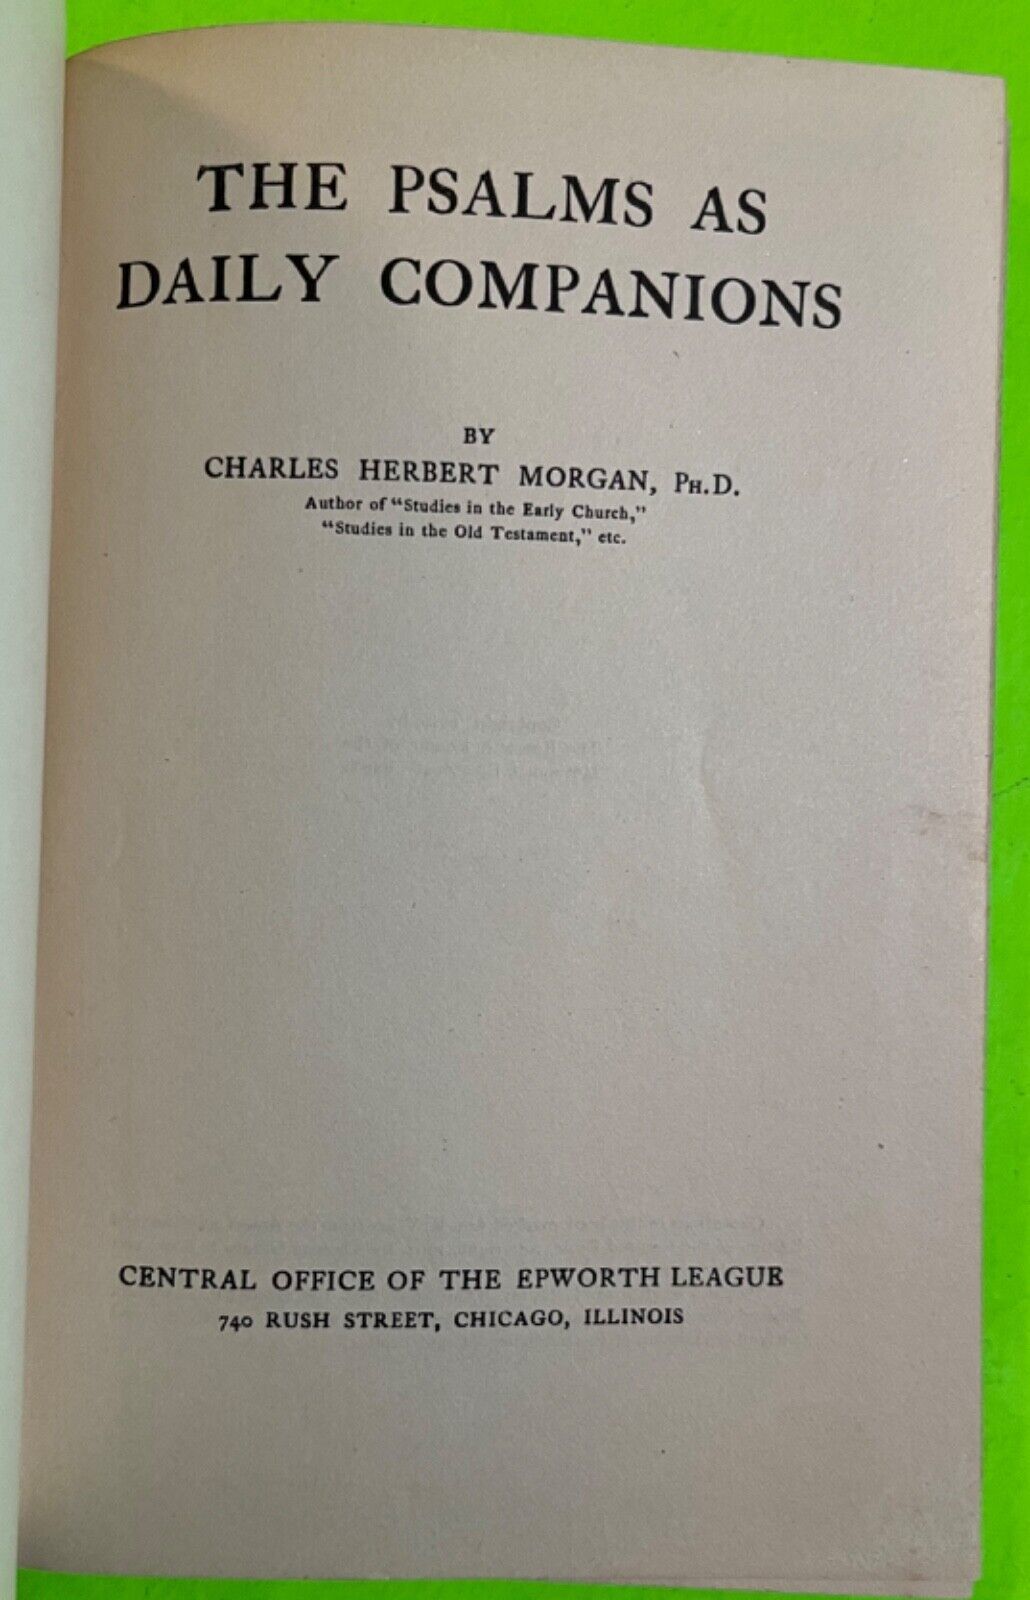 THE PSALMS AS
DAILY COMPANIONS
BY
CHARLES HERBERT MORGAN, PH.D.
Author of "Studies in the Early Church,"
"Studies in the Old Testament," etc.
CENTRAL OFFICE OF THE EPWORTH LEAGUE
740 RUSH STREET, CHICAGO, ILLINOIS